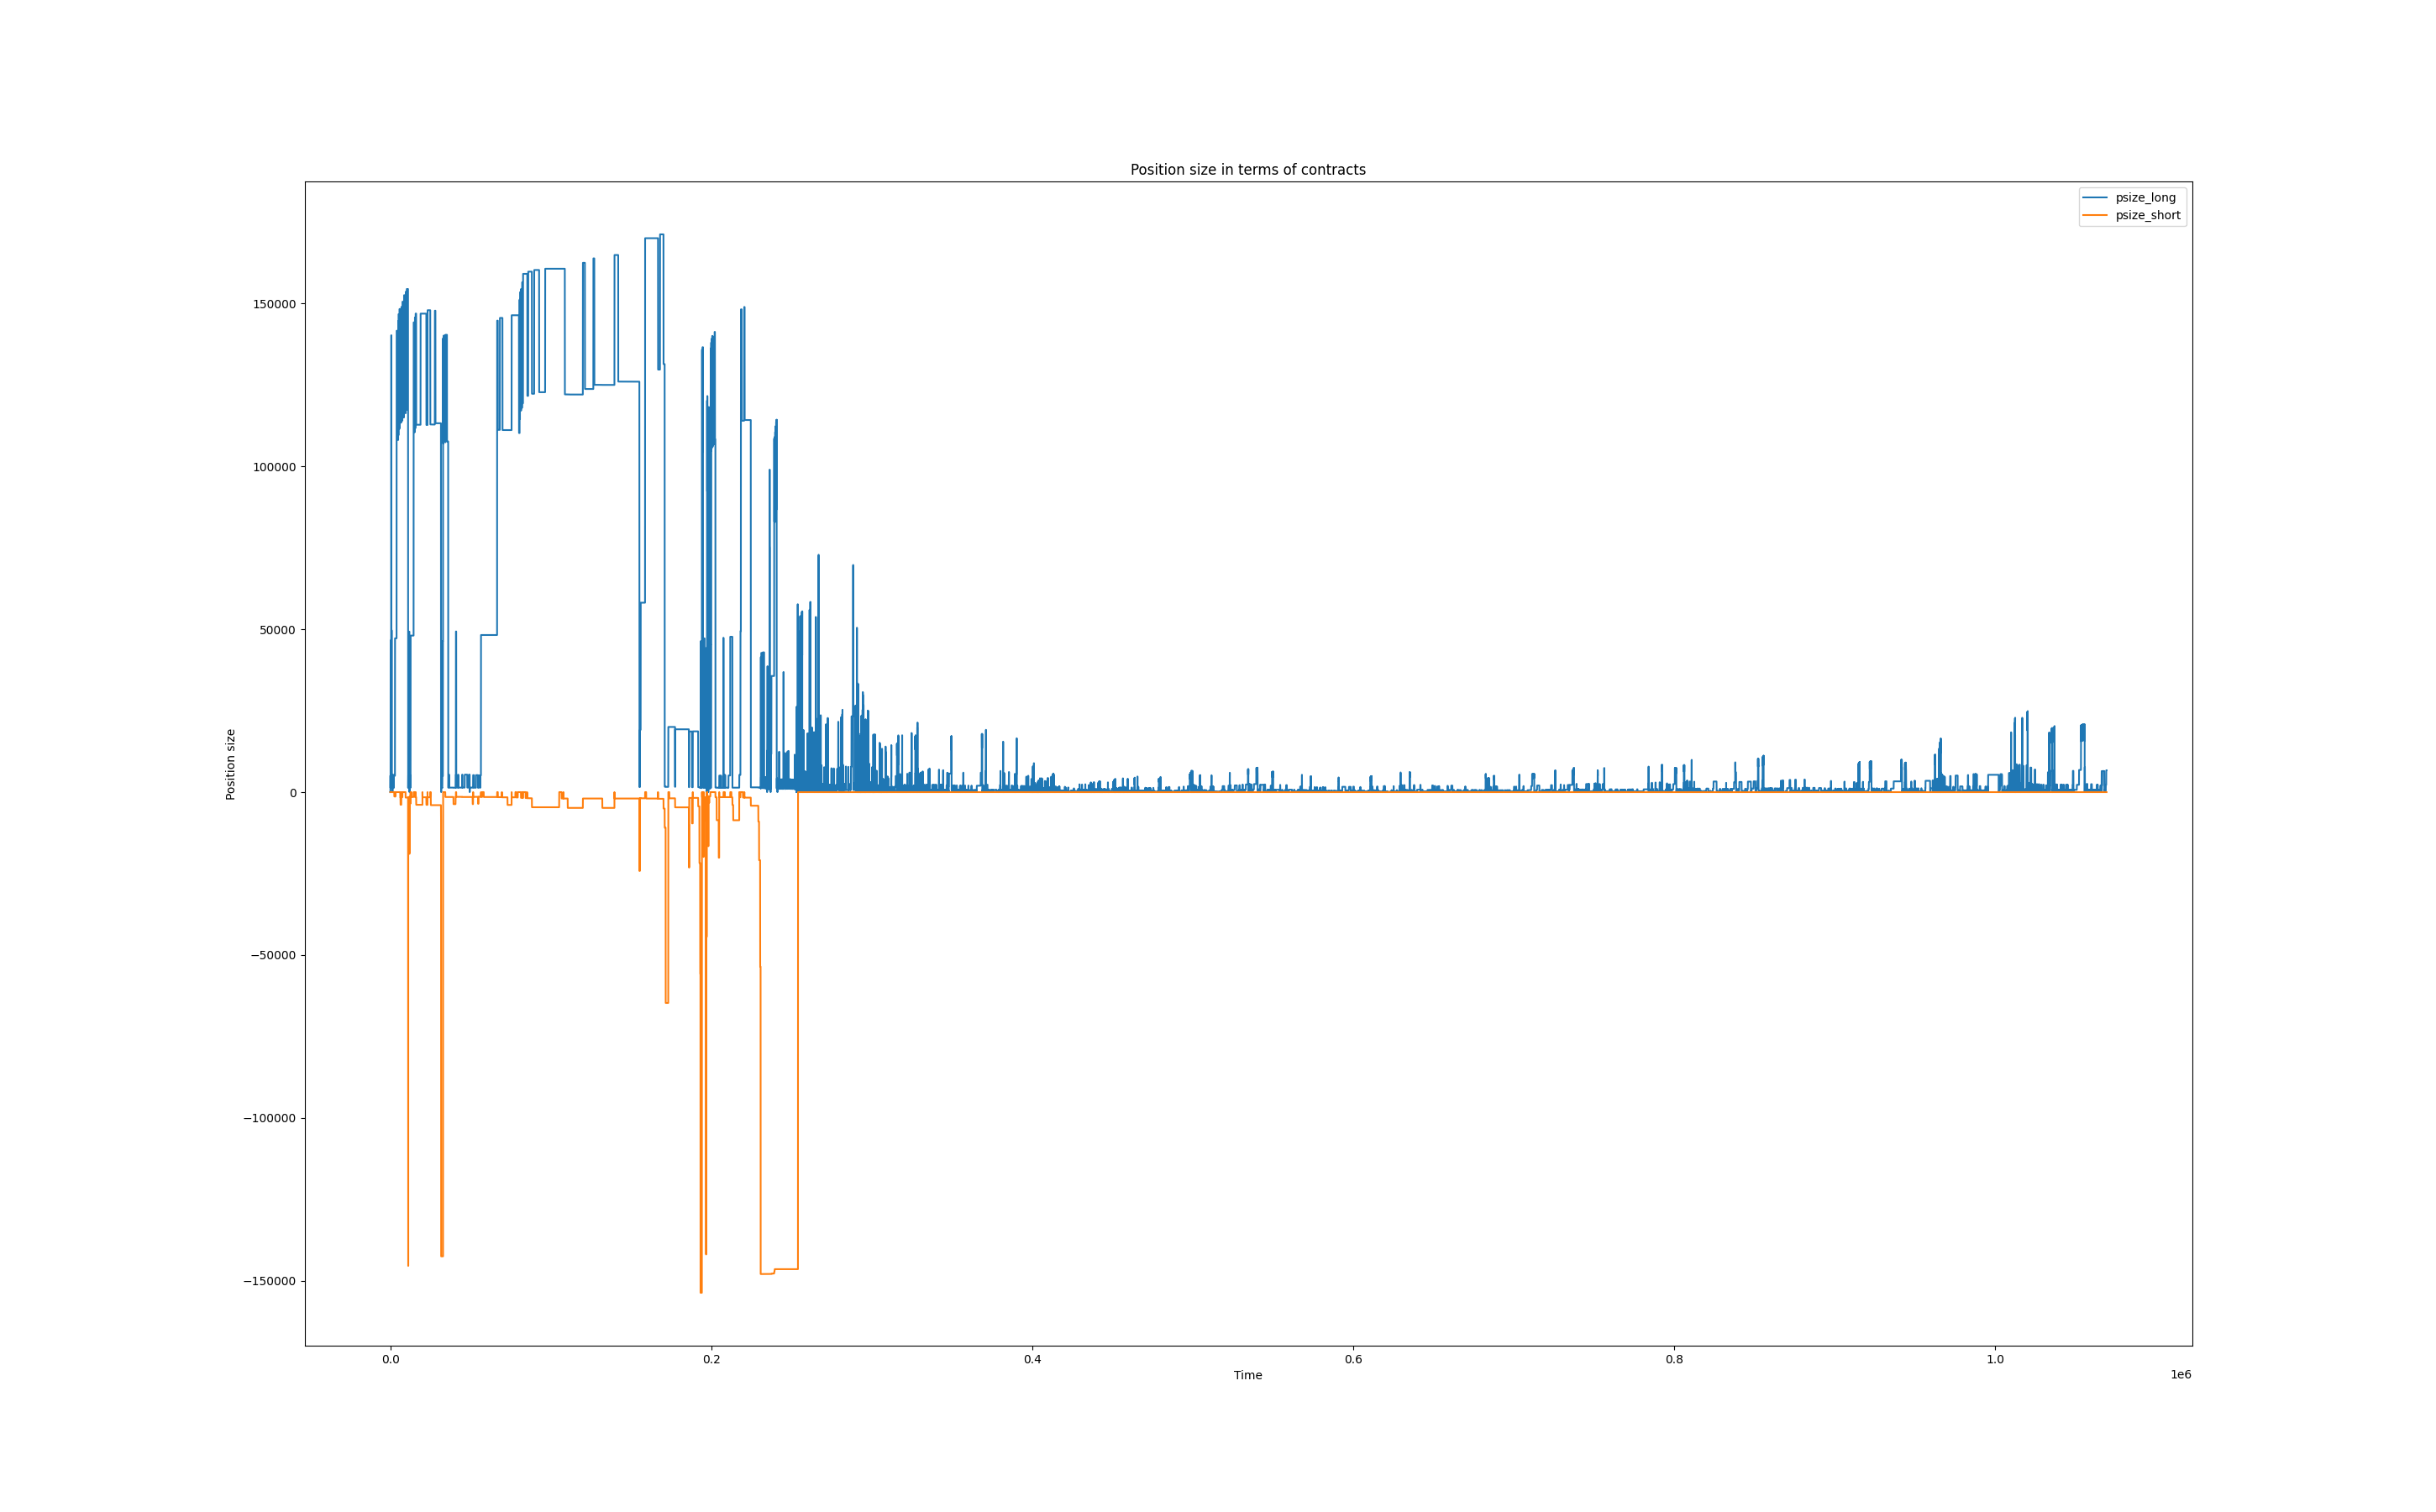 Position size in terms of contracts
psize_long
psize_short
150000
100000
50000
0
−50000
−100000
−150000
Position size
0.0
0.2
0.4
0.6
0.8
1.0
Time
1e6